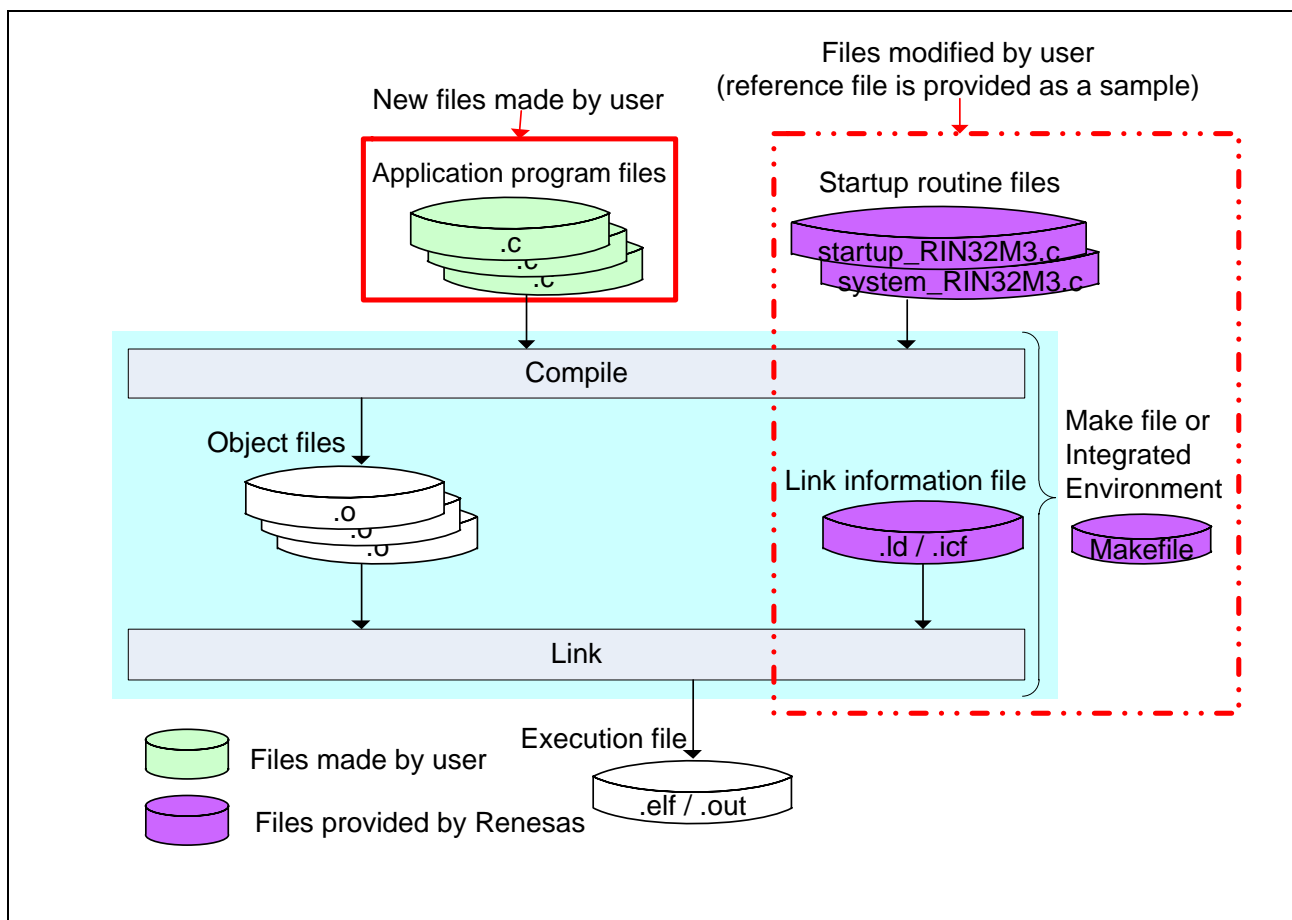 Files modified by user
(reference file is provided as a sample)
New files made by user
Application program files
.c
.c
.c
Startup routine files
startup_RIN32M3.c
system_RIN32M3.c
Compile
Object files
.o
.o
.o
Link information file
.ld / .icf
Make file or
Integrated
Environment
Makefile
Link
Execution file
.elf / .out
Files made by user
Files provided by Renesas